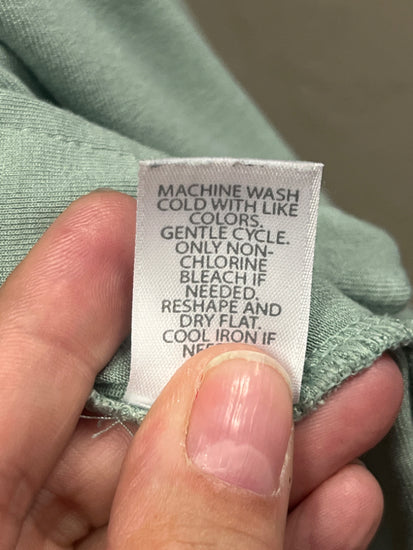 MACHINE WASH
COLD WITH LIKE
COLORS.
GENTLE CYCLE.
ONLY NON-
CHLORINE
BLEACH IF
NEEDED,
RESHAPE AND
DRY FLAT.
COOL IRON IF